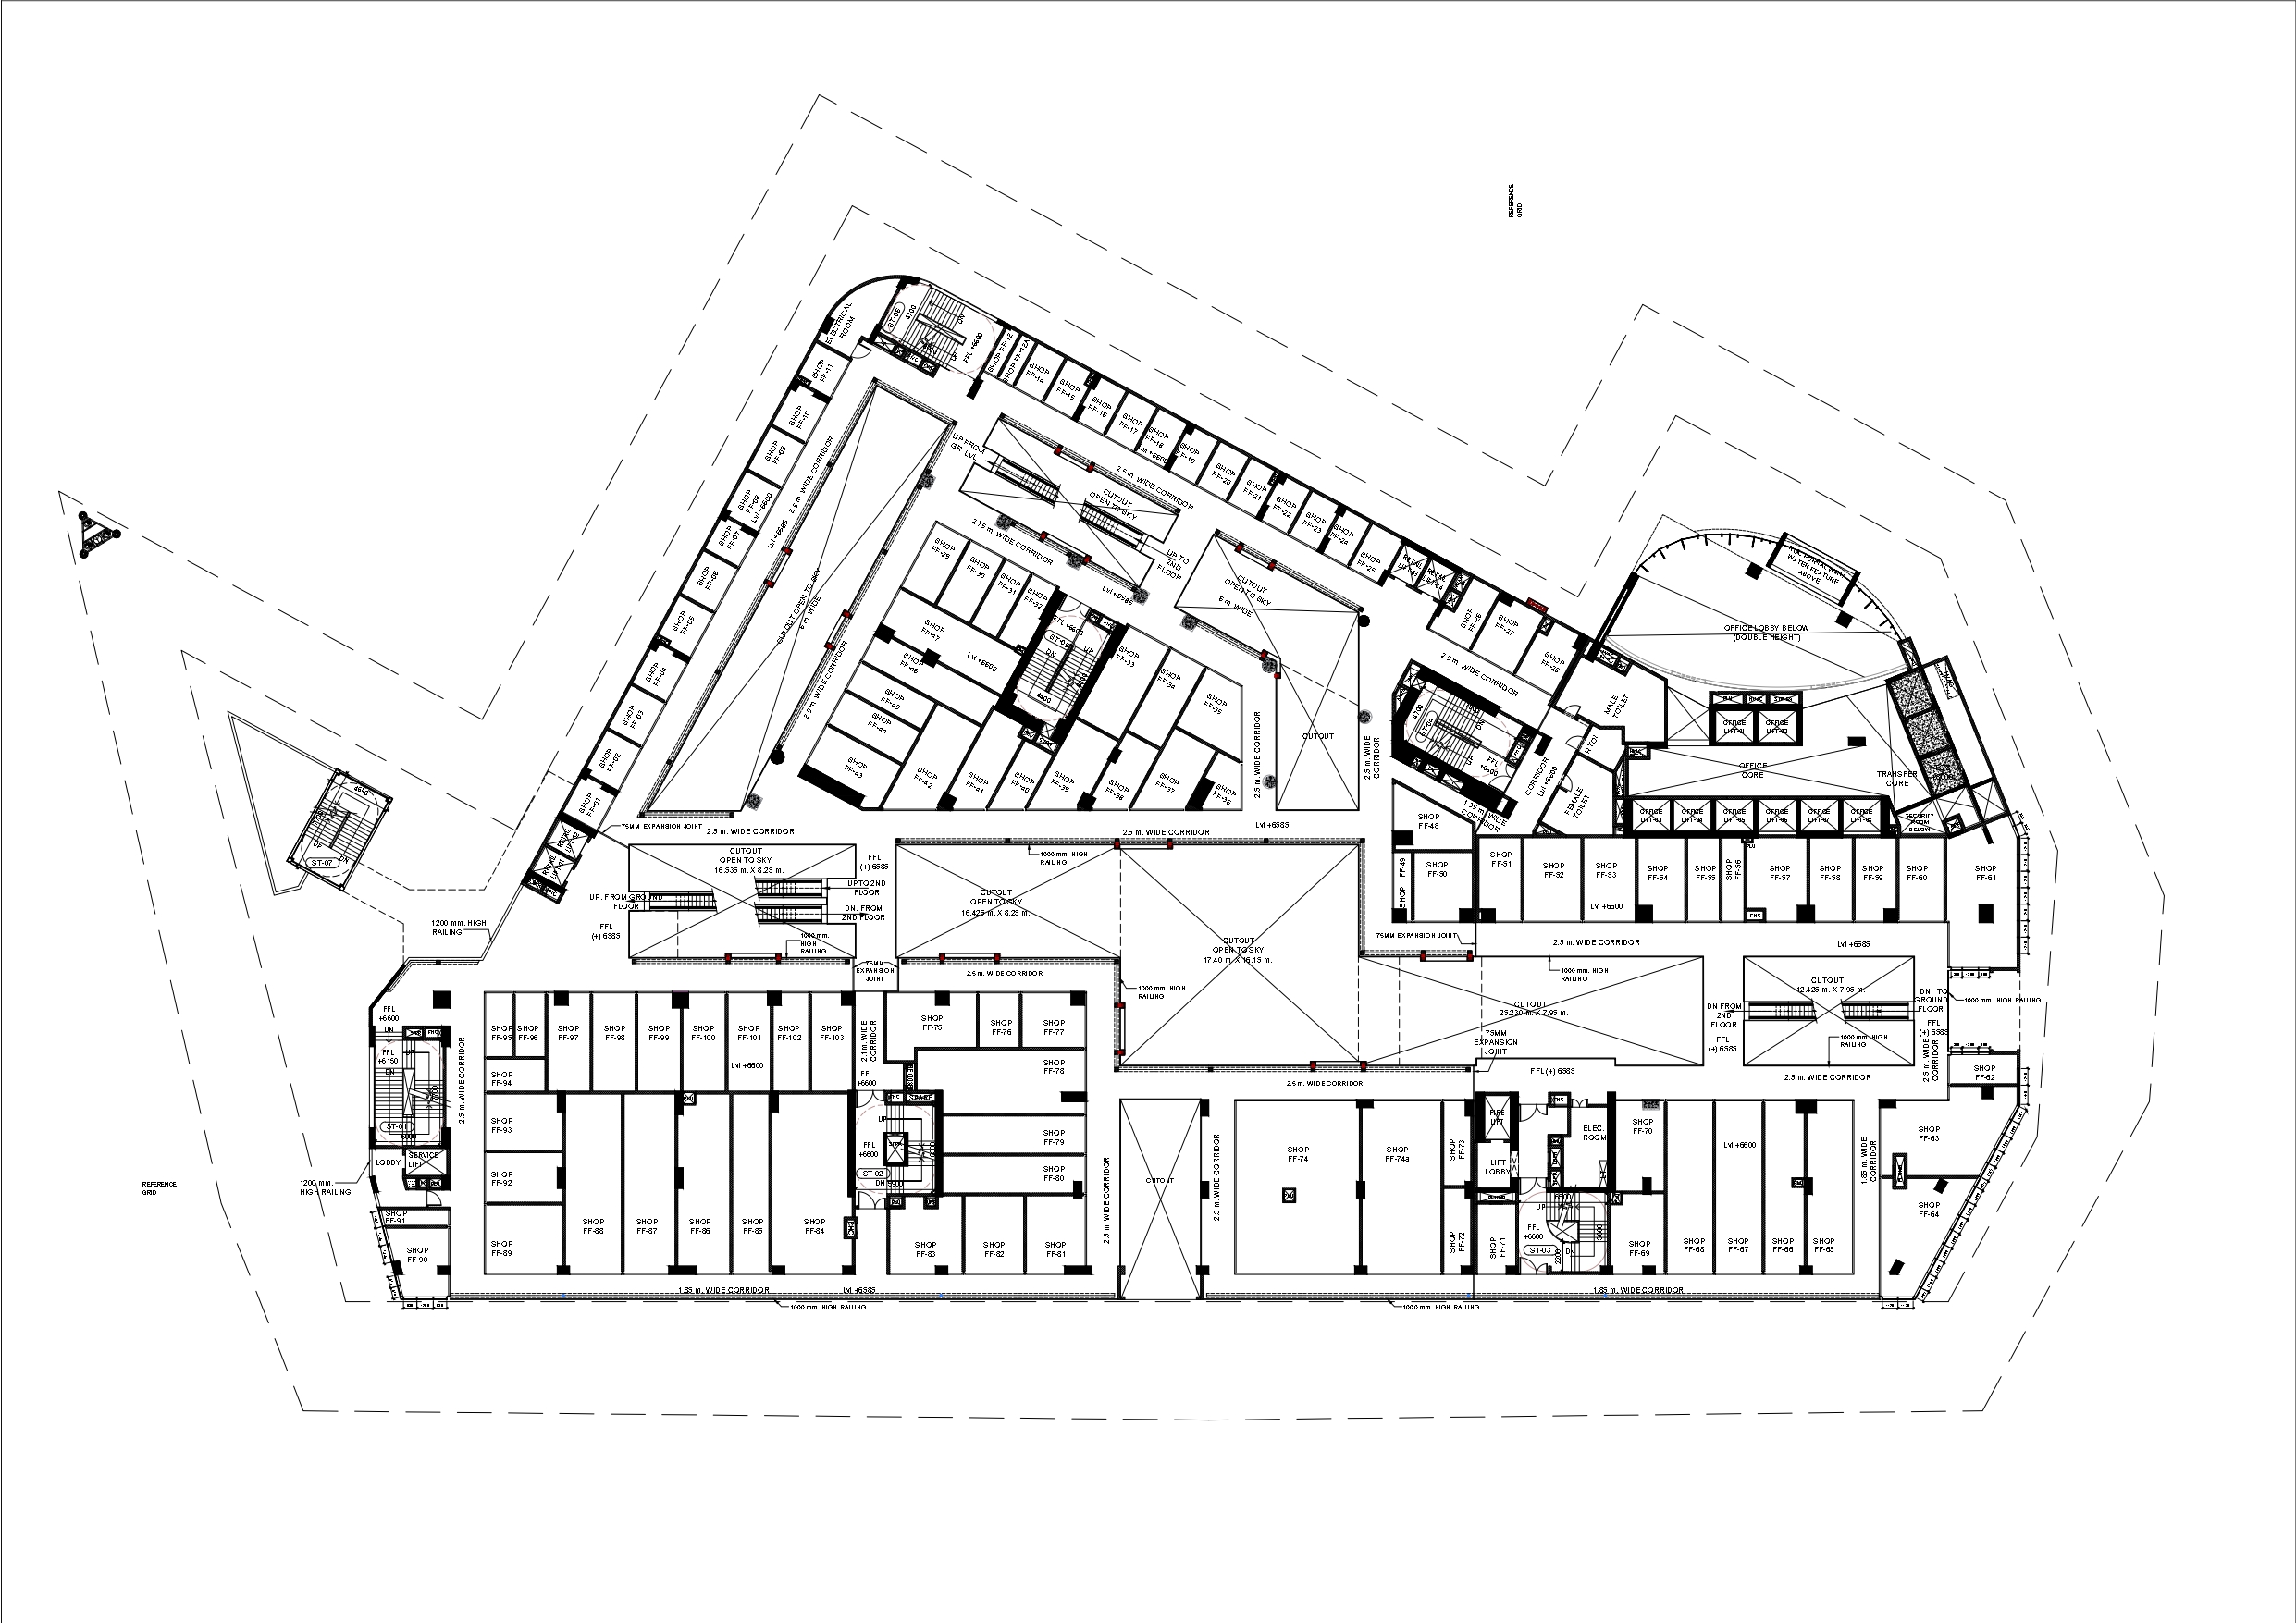 REFERENCE
GRID
ELECTRICAL
ROOM
ST-06
4700
DN
UP
FFL +6600
SHOP
FF-11
SHOP
FF-10
SHOP
FF-09
SHOP
FF-08
Lvl +6600
SHOP
FF-07
SHOP
FF-06
SHOP
FF-05
SHOP
FF-04
SHOP
FF-03
SHOP
FF-02
SHOP
FF-01
2.5 m. WIDE CORRIDOR
Lvl +6585
CUTOUT OPEN TO SKY
6 m. WIDE
2.5 m. WIDE CORRIDOR
SHOP FF-12
SHOP FF-12A
SHOP
FF-14
SHOP
FF-15
SHOP
FF-16
SHOP
FF-17
SHOP
FF-18
Lvl +6600
SHOP
FF-19
SHOP
FF-20
SHOP
FF-21
SHOP
FF-22
SHOP
FF-23
SHOP
FF-24
SHOP
FF-25
UP FROM
GR LVL
2.5 m. WIDE CORRIDOR
CUTOUT
OPEN TO SKY
2.75 m. WIDE CORRIDOR
UP TO
2ND
FLOOR
Lvl +6585
CUTOUT
OPEN TO SKY
6 m. WIDE
SHOP
FF-26
SHOP
FF-27
SHOP
FF-28
2.5 m. WIDE CORRIDOR
SHOP
FF-29
SHOP
FF-30
SHOP
FF-31
SHOP
FF-32
FFL +6600
DN
UP
4400
SHOP
FF-47
Lvl +6600
SHOP
FF-46
SHOP
FF-45
SHOP
FF-44
SHOP
FF-43
SHOP
FF-42
SHOP
FF-41
SHOP
FF-40
SHOP
FF-39
SHOP
FF-38
SHOP
FF-37
SHOP
FF-36
SHOP
FF-33
SHOP
FF-34
SHOP
FF-35
2.5 m. WIDE CORRIDOR
CUTOUT
2.5 m. WIDE
CORRIDOR
4700
ST-04
DN
UP
FFL
+6600
MALE
TOILET
H TOI
CORRIDOR
Lvl +6600
FEMALE
TOILET
1.35 m. WIDE
CORRIDOR
WATER FEATURE
ABOVE
OFFICE LOBBY BELOW
(DOUBLE HEIGHT)
OFFICE
LIFT-01
OFFICE
LIFT-02
OFFICE
CORE
TRANSFER
CORE
SECURITY
ROOM
BELOW
4650
UP
DN
ST-07
75MM EXPANSION JOINT
2.5 m. WIDE CORRIDOR
2.5 m. WIDE CORRIDOR
Lvl +6585
CUTOUT
OPEN TO SKY
16.535 m. X 8.25 m.
FFL
(+) 6585
UP TO 2ND
FLOOR
UP. FROM GROUND
FLOOR
DN. FROM
2ND FLOOR
FFL
(+) 6585
1000 mm.
HIGH
RAILING
1200 mm. HIGH
RAILING
1000 mm. HIGH
RAILING
CUTOUT
OPEN TO SKY
16.425 m. X 8.25 m.
CUTOUT
OPEN TO SKY
17.40 m. X 16.15 m.
SHOP
FF-48
SHOP FF-49
SHOP
FF-50
SHOP
FF-51
SHOP
FF-52
SHOP
FF-53
Lvl +6600
SHOP
FF-54
SHOP
FF-55
SHOP
FF-56
SHOP
FF-57
SHOP
FF-58
SHOP
FF-59
SHOP
FF-60
SHOP
FF-61
FHC
75MM EXPANSION JOINT
2.5 m. WIDE CORRIDOR
Lvl +6585
75MM
EXPANSION
JOINT
2.5 m. WIDE CORRIDOR
1000 mm. HIGH
RAILING
1000 mm. HIGH
RAILING
CUTOUT
25.230 m. X 7.95 m.
CUTOUT
12.425 m. X 7.95 m.
DN FROM
2ND
FLOOR
FFL
(+) 6585
DN. TO
GROUND
FLOOR
1000 mm. HIGH RAILING
FFL
(+) 6585
1000 mm. HIGH
RAILING
75MM
EXPANSION
JOINT
FFL (+) 6585
2.5 m. WIDE CORRIDOR
2.5 m. WIDE CORRIDOR
2.5 m. WIDE
CORRIDOR
FFL
+6600
DN
FFL
+6150
UP
DN
ST-01
5000
LOBBY
SERVICE
LIFT
1200 mm.
HIGH RAILING
2.5 m. WIDE CORRIDOR
SHOP
FF-95
SHOP
FF-96
SHOP
FF-97
SHOP
FF-98
SHOP
FF-99
SHOP
FF-100
SHOP
FF-101
Lvl +6600
SHOP
FF-102
SHOP
FF-103
SHOP
FF-94
SHOP
FF-93
SHOP
FF-92
SHOP
FF-91
SHOP
FF-90
SHOP
FF-89
SHOP
FF-88
SHOP
FF-87
SHOP
FF-86
SHOP
FF-85
SHOP
FF-84
2.1 m. WIDE
CORRIDOR
FFL
+6600
SPARE
UP
FFL
+6600
ST-02
DN
SHOP
FF-75
SHOP
FF-76
SHOP
FF-77
SHOP
FF-78
SHOP
FF-79
SHOP
FF-80
SHOP
FF-83
SHOP
FF-82
SHOP
FF-81
2.5 m. WIDE CORRIDOR
CUTOUT
2.5 m. WIDE CORRIDOR
SHOP
FF-74
SHOP
FF-74a
SHOP
FF-73
SHOP
FF-72
SHOP
FF-71
FIRE
LIFT
LIFT
LOBBY
ELEC.
ROOM
UP
FFL
+6600
ST-03
DN
2200
SHOP
FF-70
SHOP
FF-69
SHOP
FF-68
Lvl +6600
SHOP
FF-67
SHOP
FF-66
SHOP
FF-65
1.85 m. WIDE
CORRIDOR
SHOP
FF-62
SHOP
FF-63
SHOP
FF-64
REFERENCE
GRID
1.85 m. WIDE CORRIDOR
Lvl +6585
1000 mm. HIGH RAILING
1000 mm. HIGH RAILING
1.85 m. WIDE CORRIDOR